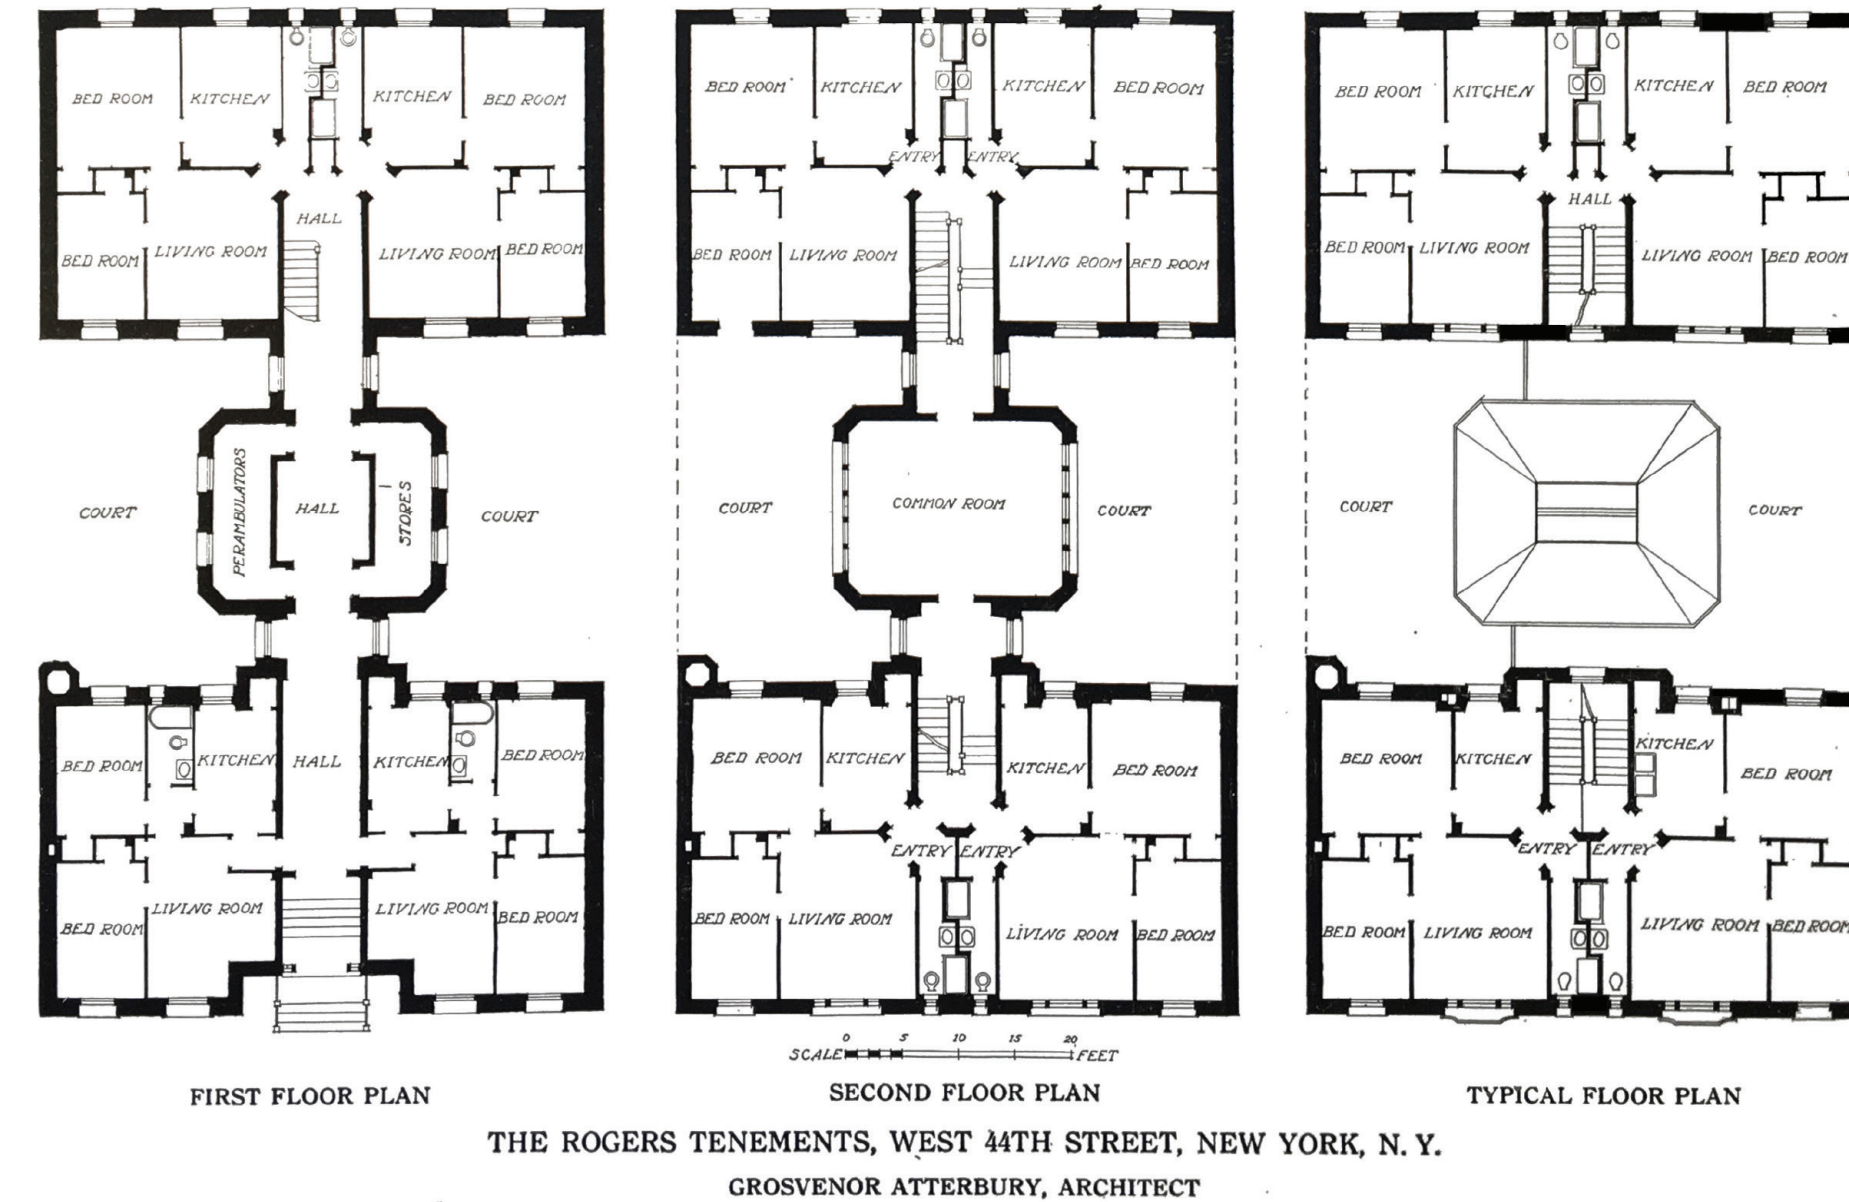 BED ROOM
KITCHEN
KITCHEN
BED ROOM
HALL
BED ROOM
LIVING ROOM
LIVING ROOM
BED ROOM
COURT
PERAMBULATORS
HALL
STORES
COURT
BED ROOM
KITCHEN
HALL
KITCHEN
BED ROOM
BED ROOM
LIVING ROOM
LIVING ROOM
BED ROOM
FIRST FLOOR PLAN
BED ROOM
KITCHEN
KITCHEN
BED ROOM
ENTRY
ENTRY
BED ROOM
LIVING ROOM
LIVING ROOM
BED ROOM
COURT
COMMON ROOM
COURT
BED ROOM
KITCHEN
KITCHEN
BED ROOM
ENTRY
ENTRY
BED ROOM
LIVING ROOM
LIVING ROOM
BED ROOM
0 5 10 15 20
SCALE FEET
SECOND FLOOR PLAN
BED ROOM
KITCHEN
KITCHEN
BED ROOM
HALL
BED ROOM
LIVING ROOM
LIVING ROOM
BED ROOM
COURT
COURT
BED ROOM
KITCHEN
KITCHEN
BED ROOM
ENTRY
ENTRY
BED ROOM
LIVING ROOM
LIVING ROOM
BED ROOM
TYPICAL FLOOR PLAN
THE ROGERS TENEMENTS, WEST 44TH STREET, NEW YORK, N. Y.
GROSVENOR ATTERBURY, ARCHITECT